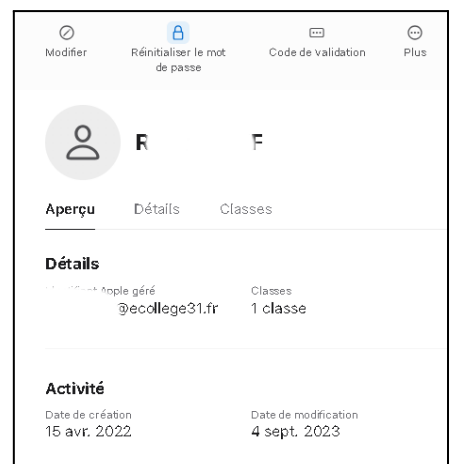 Modifier
Réinitialiser le mot
de passe
Code de validation
Plus
R F
Aperçu Détails Classes
Détails
Apple géré Classes
@ecollege31.fr 1 classe
Activité
Date de création Date de modification
15 avr. 2022 4 sept. 2023